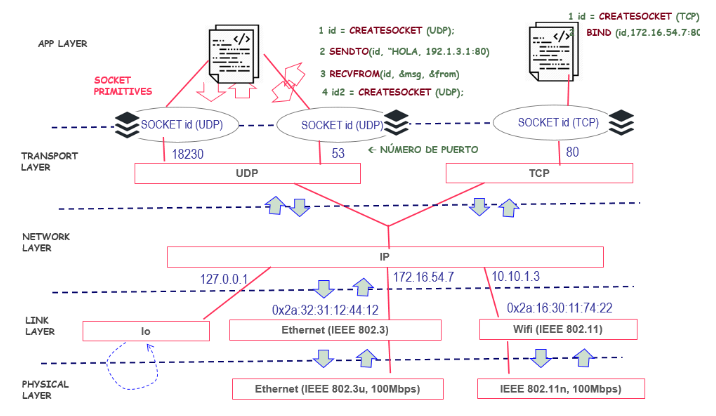 APP LAYER
1 id = CREATESOCKET (UDP);
2 SENDTO(id, "HOLA, 192.1.3.1:80)
3 RECVFROM(id, &msg, &from)
4 id2 = CREATESOCKET (UDP);
1 id = CREATESOCKET (TCP)
2 BIND (id,172.16.54.7:80
SOCKET
PRIMITIVES
SOCKET id (UDP)
SOCKET id (UDP)
SOCKET id (TCP)
TRANSPORT
LAYER
18230
53
← NÚMERO DE PUERTO
80
UDP
TCP
NETWORK
LAYER
IP
127.0.0.1
172.16.54.7
10.10.1.3
LINK
LAYER
0x2a:32:31:12:44:12
0x2a:16:30:11:74:22
lo
Ethernet (IEEE 802.3)
Wifi (IEEE 802.11)
PHYSICAL
LAYER
Ethernet (IEEE 802.3u, 100Mbps)
IEEE 802.11n, 100Mbps)